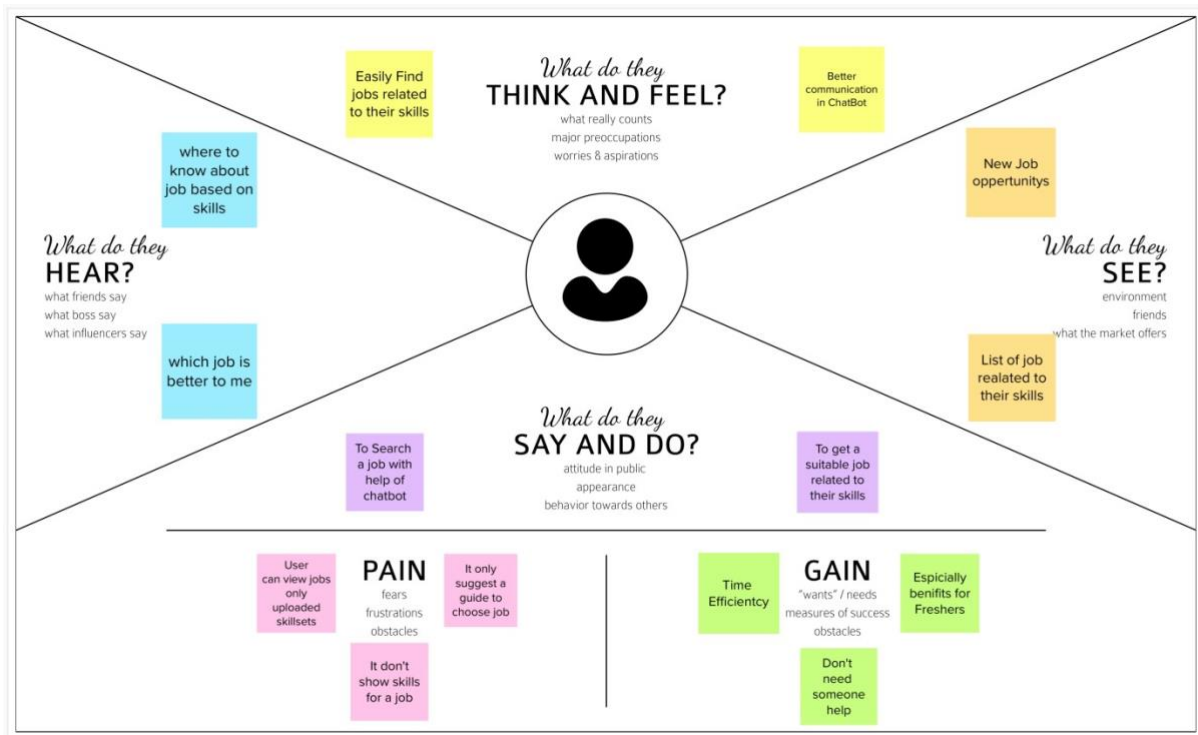 What do they
THINK AND FEEL?
what really counts
major preoccupations
worries & aspirations
Easily Find
jobs related
to their skills
Better
communication
in ChatBot
What do they
HEAR?
what friends say
what boss say
what influencers say
where to
know about
job based on
skills
which job is
better to me
What do they
SEE?
environment
friends
what the market offers
New Job
oppertunitys
List of job
realated to
their skills
What do they
SAY AND DO?
attitude in public
appearance
behavior towards others
To Search
a job with
help of
chatbot
To get a
suitable job
related to
their skills
PAIN
fears
frustrations
obstacles
User
can view jobs
only
uploaded
skillsets
It only
suggest a
guide to
choose job
It don't
show skills
for a job
GAIN
"wants" / needs
measures of success
obstacles
Time
Efficientcy
Espicially
benifits for
Freshers
Don't
need
someone
help